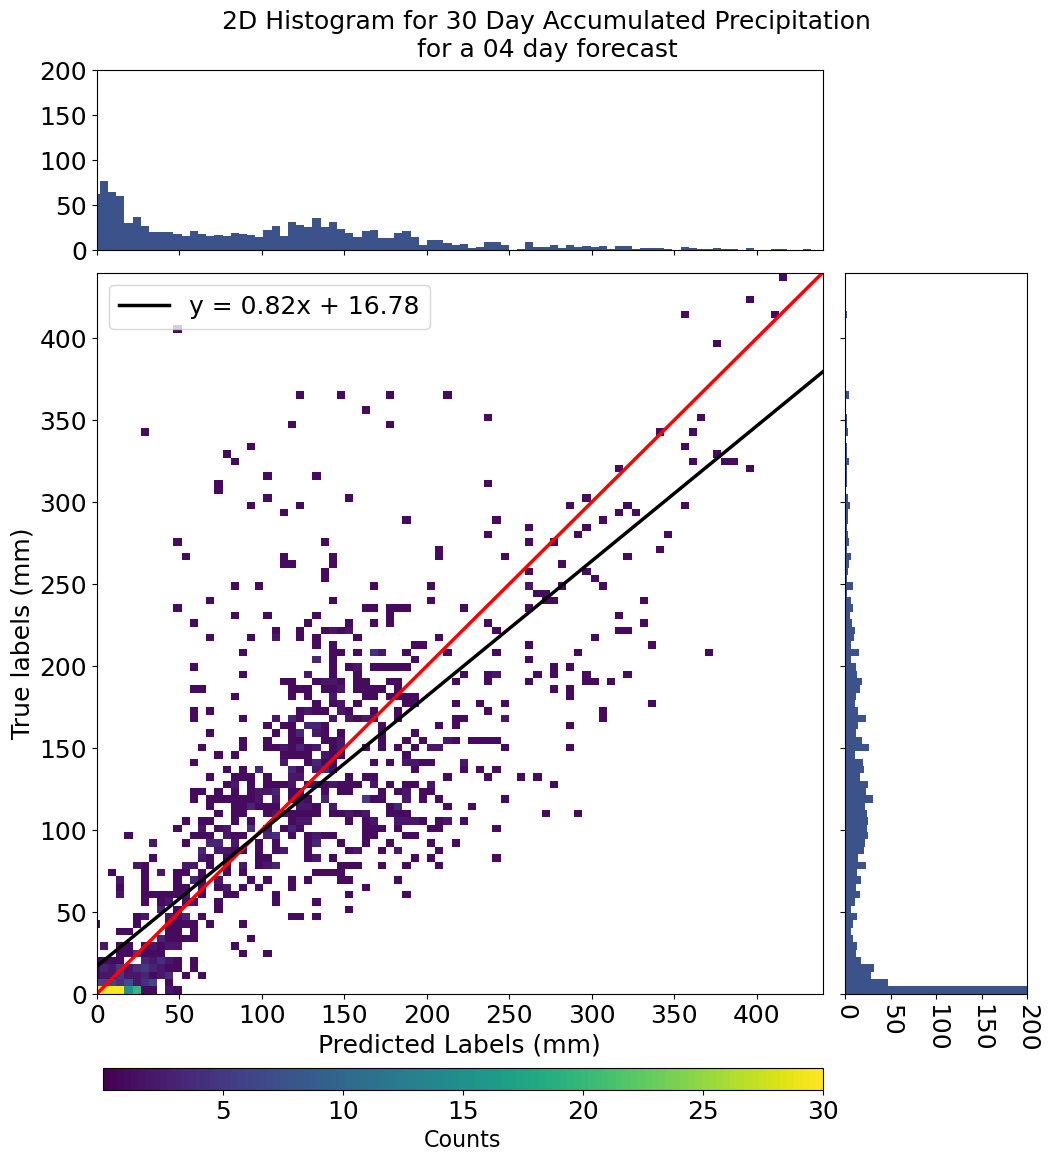 2D Histogram for 30 Day Accumulated Precipitation
for a 04 day forecast
200
150
100
50
0
y = 0.82x + 16.78
400
350
300
250
200
150
100
50
0
True labels (mm)
0 50 100 150 200 250 300 350 400
Predicted Labels (mm)
0 50 100 150 200
5 10 15 20 25 30
Counts